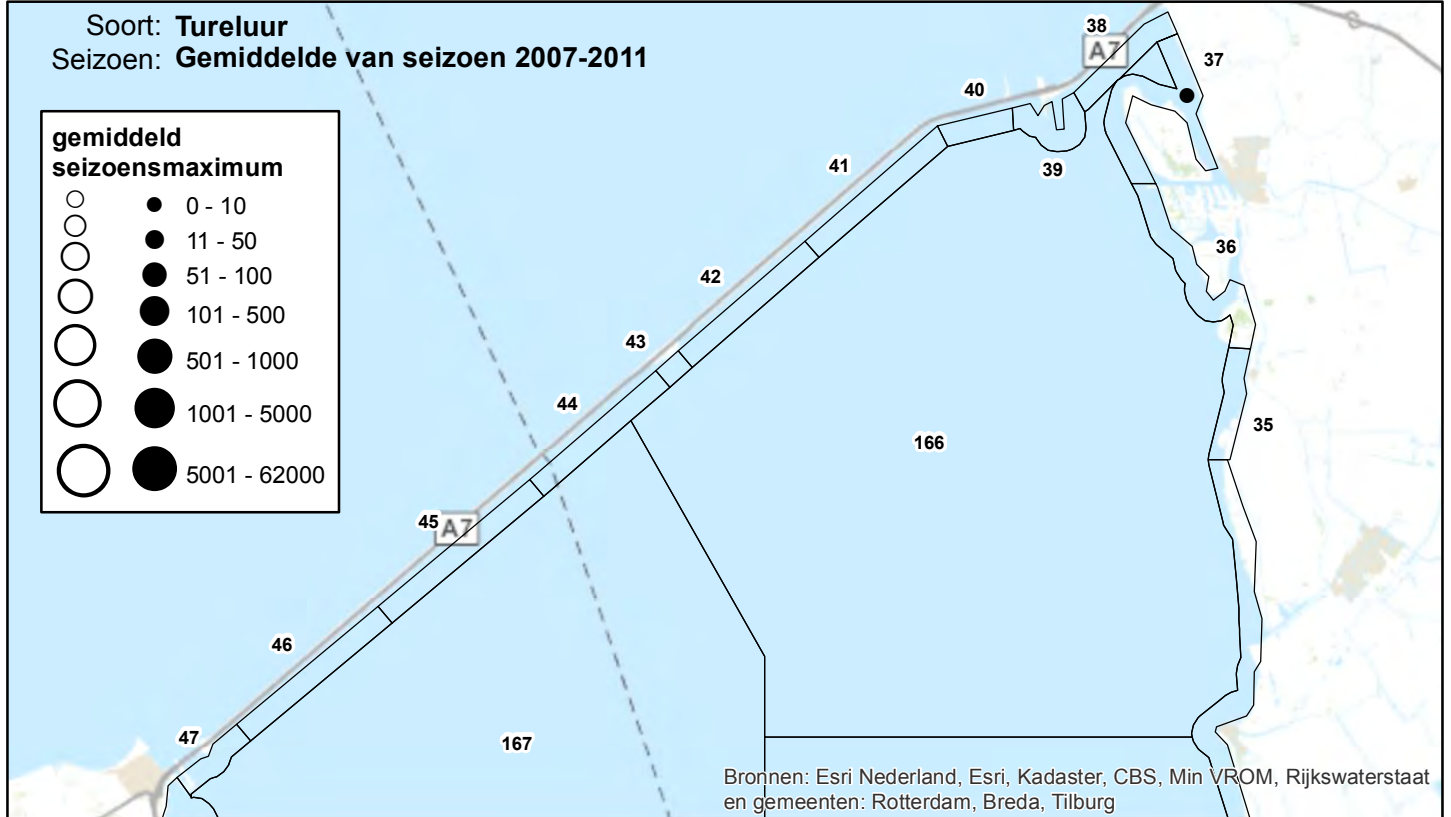 Soort: Tureluur
Seizoen: Gemiddelde van seizoen 2007-2011
gemiddeld
seizoensmaximum
0 - 10
11 - 50
51 - 100
101 - 500
501 - 1000
1001 - 5000
5001 - 62000
38
A7
37
40
41
39
36
42
43
44
35
166
45
A7
46
47
167
Bronnen: Esri Nederland, Esri, Kadaster, CBS, Min VROM, Rijkswaterstaat
en gemeenten: Rotterdam, Breda, Tilburg